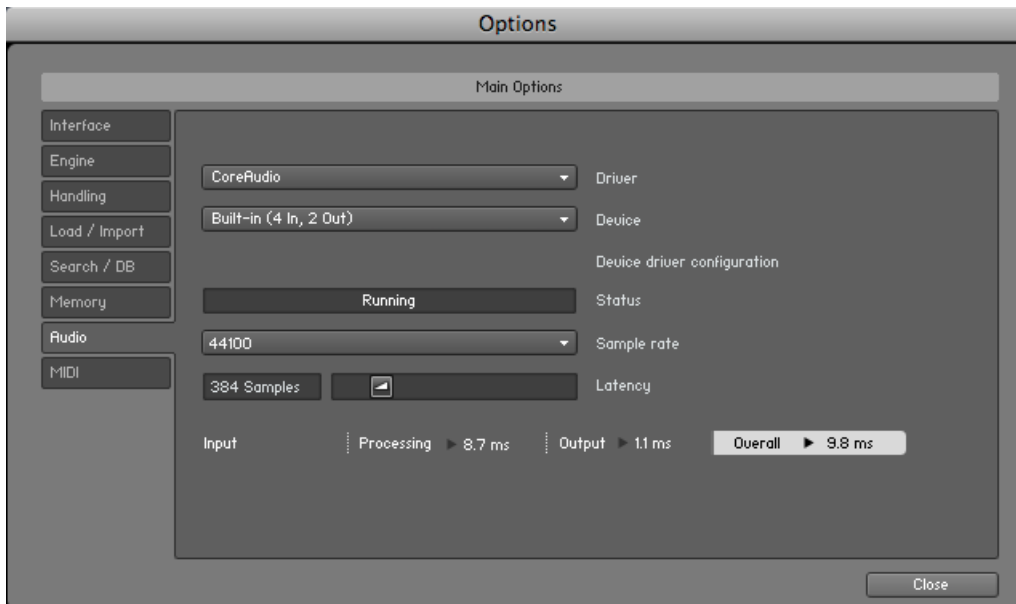 Options
Main Options
Interface
Engine
Handling
Load / Import
Search / DB
Memory
Audio
MIDI
CoreAudio Driver
Built-in (4 In, 2 Out) Device
Device driver configuration
Running Status
44100 Sample rate
384 Samples Latency
Input Processing 8.7 ms Output 1.1 ms Overall 9.8 ms
Close